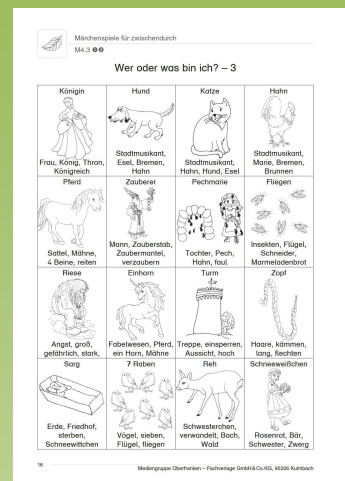 Märchenspiele für zwischendurch
M4,3 ❶❷
Wer oder was bin ich? – 3
Königin
Frau, König, Thron,
Königreich
Hund
Stadtmusikant,
Esel, Bremen,
Hahn
Katze
Stadtmusikant,
Hahn, Hund, Esel
Hahn
Stadtmusikant,
Marie, Bremen,
Brunnen
Pferd
Sattel, Mähne,
4 Beine, reiten
Zauberer
Mann, Zauberstab,
Zaubermantel,
verzaubern
Pechmarie
Tochter, Pech,
Hahn, faul
Fliegen
Insekten, Flügel,
Schneider,
Marmeladenbrot
Riese
Angst, groß,
gefährlich, stark,
Einhorn
Fabelwesen, Pferd,
ein Horn, Mähne
Turm
Treppe, einsperren,
Aussicht, hoch
Zopf
Haare, kämmen,
lang, flechten
Sarg
Erde, Friedhof,
sterben,
Schneewittchen
7 Raben
Vögel, sieben,
Flügel, fliegen
Reh
Schwesterchen,
verwandelt, Bach,
Wald
Schneeweißchen
Rosenrot, Bär,
Schwester, Zwerg
16
Mediengruppe Oberfranken – Fachverlage GmbH & Co. KG, 95326 Kulmbach